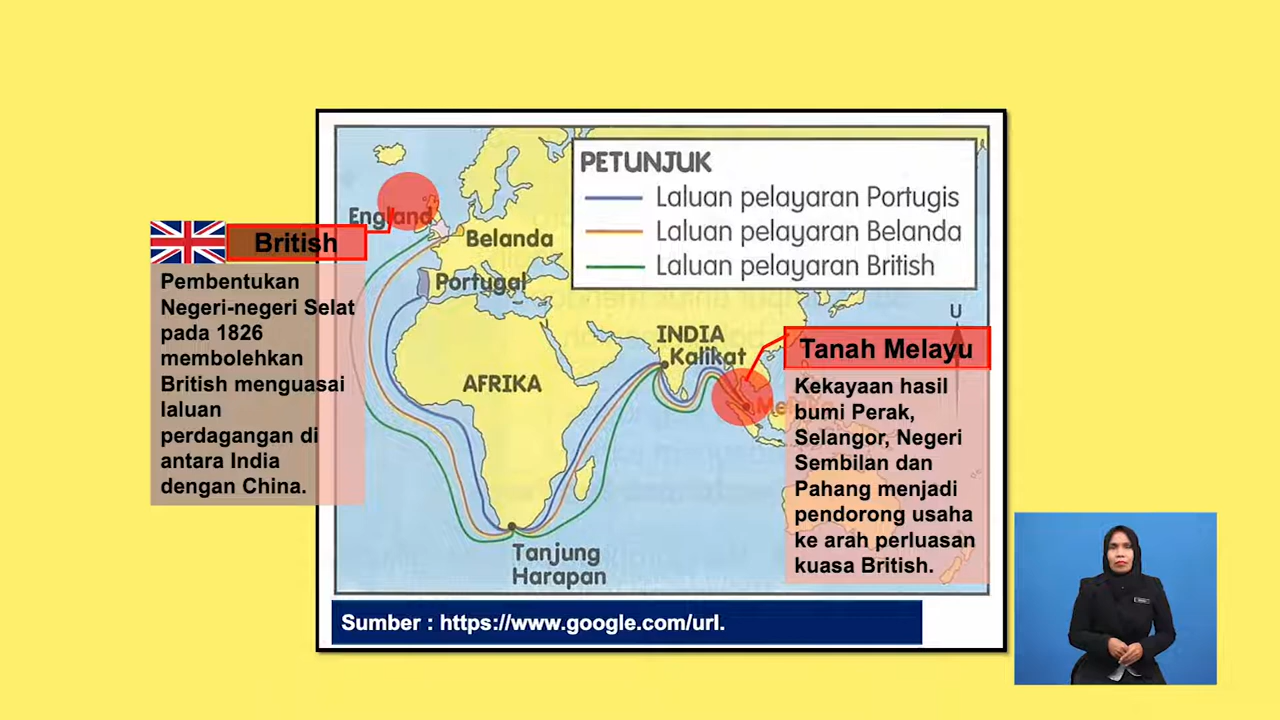 PETUNJUK
Laluan pelayaran Portugis
Laluan pelayaran Belanda
Laluan pelayaran British
England
Belanda
Portugal
AFRIKA
INDIA
Kalikat
Tanjung
Harapan
U
British
Pembentukan
Negeri-negeri Selat
pada 1826
membolehkan
British menguasai
laluan
perdagangan di
antara India
dengan China.
Tanah Melayu
Kekayaan hasil
bumi Perak,
Selangor, Negeri
Sembilan dan
Pahang menjadi
pendorong usaha
ke arah perluasan
kuasa British.
Sumber : https://www.google.com/url.